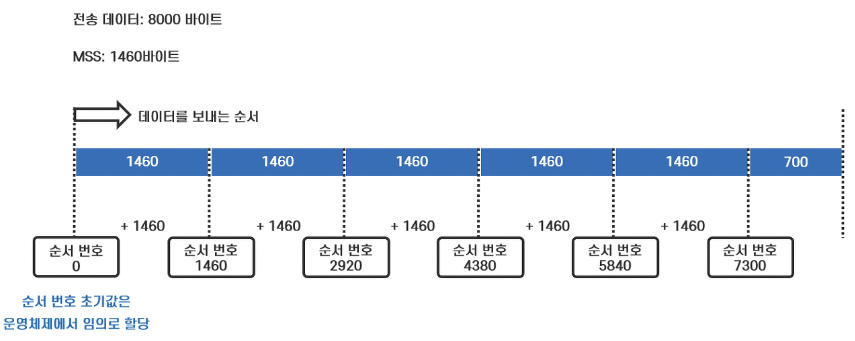 전송 데이터: 8000 바이트
MSS: 1460바이트
데이터를 보내는 순서
1460 1460 1460 1460 1460 700
+ 1460 + 1460 + 1460 + 1460 + 1460
순서 번호 순서 번호 순서 번호 순서 번호 순서 번호 순서 번호
0 1460 2920 4380 5840 7300
순서 번호 초기값은
운영체제에서 임의로 할당